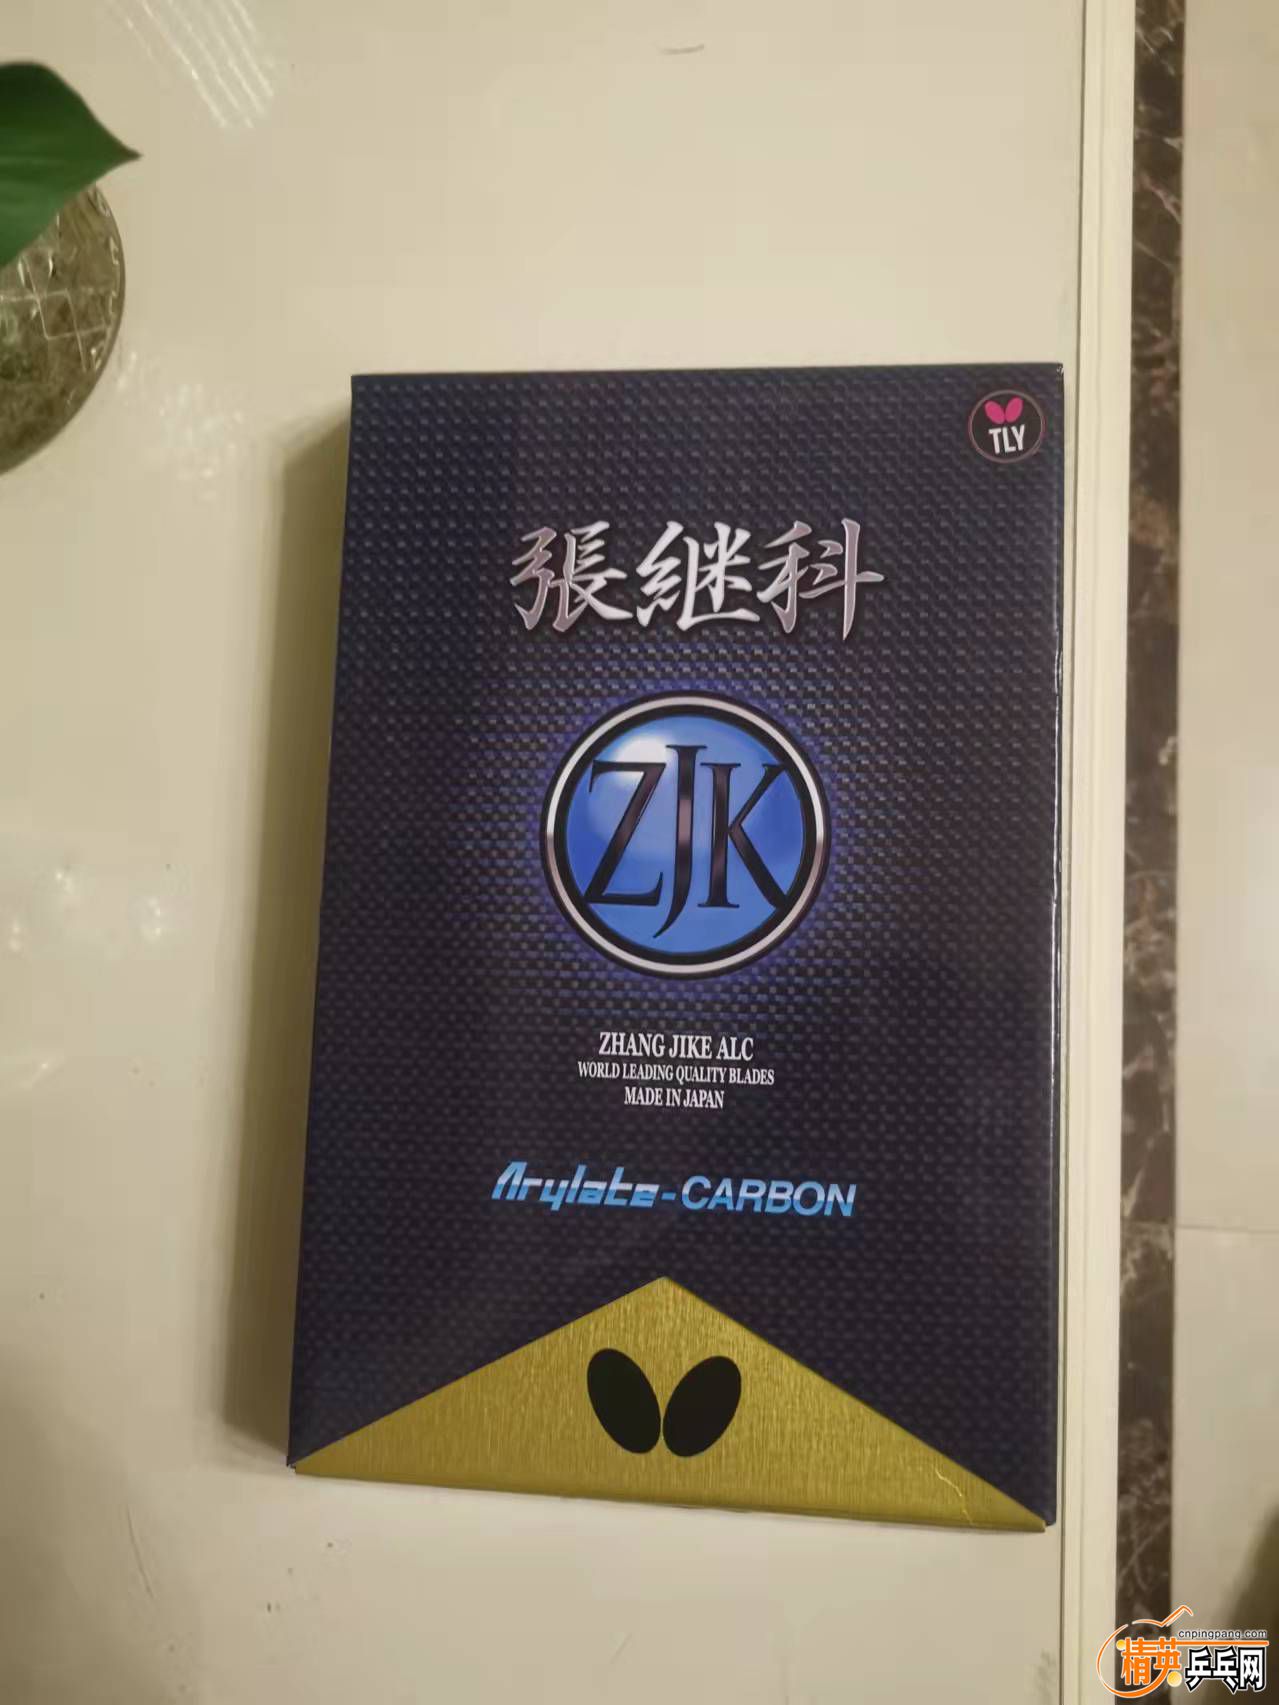 TLY
張継科
ZJK
ZHANG JIKE ALC
WORLD LEADING QUALITY BLADES
MADE IN JAPAN
Arylate-CARBON
cnpingpang.com
精英乒乓网